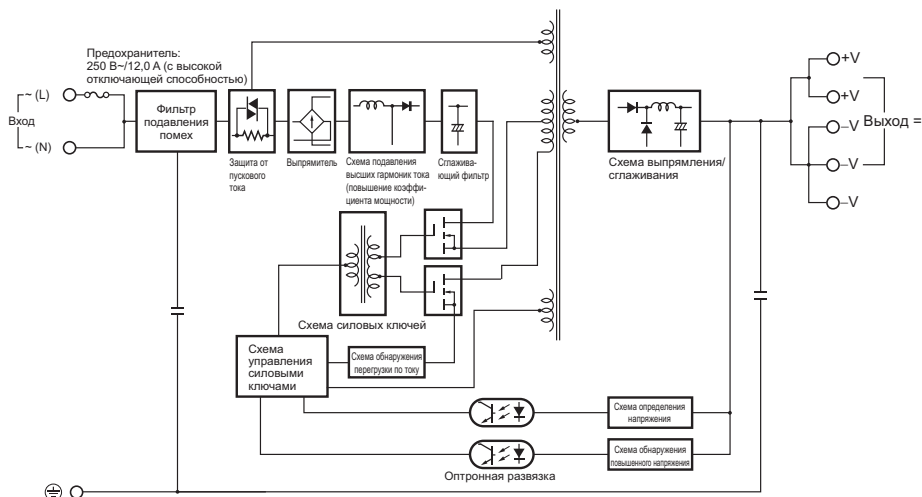 Предохранитель:
250 В~/12,0 А (с высокой
отключающей способностью)
~ (L)
Вход
~ (N)
Фильтр
подавления
помех
Защита от
пускового
тока
Выпрямитель
Схема подавления
высших гармоник тока
(повышение коэффи-
циента мощности)
Сглажива-
ющий фильтр
Схема выпрямления/
сглаживания
+V
+V
Выход =
–V
–V
–V
Схема силовых ключей
Схема
управления
силовыми
ключами
Схема обнаружения
перегрузки по току
Схема определения
напряжения
Схема обнаружения
повышенного напряжения
Оптронная развязка